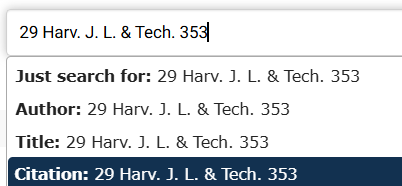 29 Harv. J. L. & Tech. 353
Just search for: 29 Harv. J. L. & Tech. 353
Author: 29 Harv. J. L. & Tech. 353
Title: 29 Harv. J. L. & Tech. 353
Citation: 29 Harv. J. L. & Tech. 353